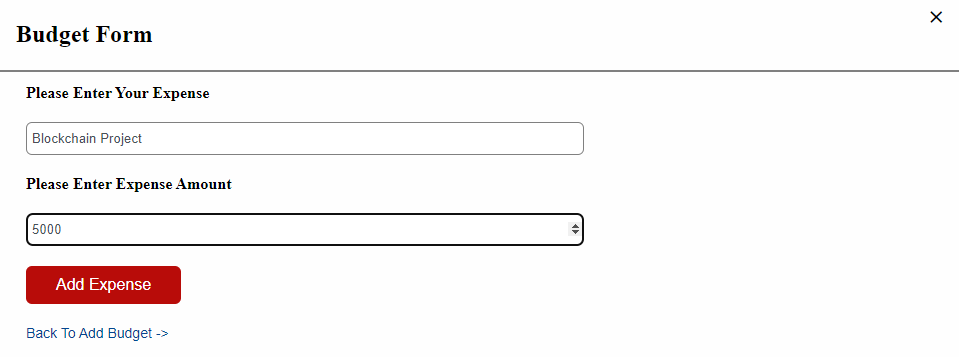 Budget Form
Please Enter Your Expense
Blockchain Project
Please Enter Expense Amount
5000
Add Expense
Back To Add Budget ->